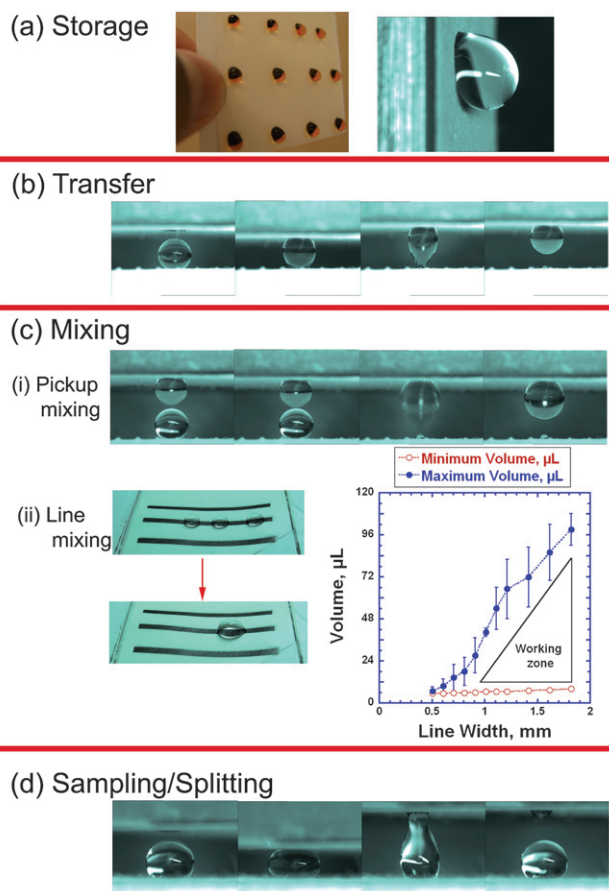 (a) Storage
(b) Transfer
(c) Mixing
(i) Pickup
mixing
(ii) Line
mixing
Minimum Volume, µL
Maximum Volume, µL
120
96
72
48
24
0
Volume, µL
Working
zone
0 0.5 1 1.5 2
Line Width, mm
(d) Sampling/Splitting